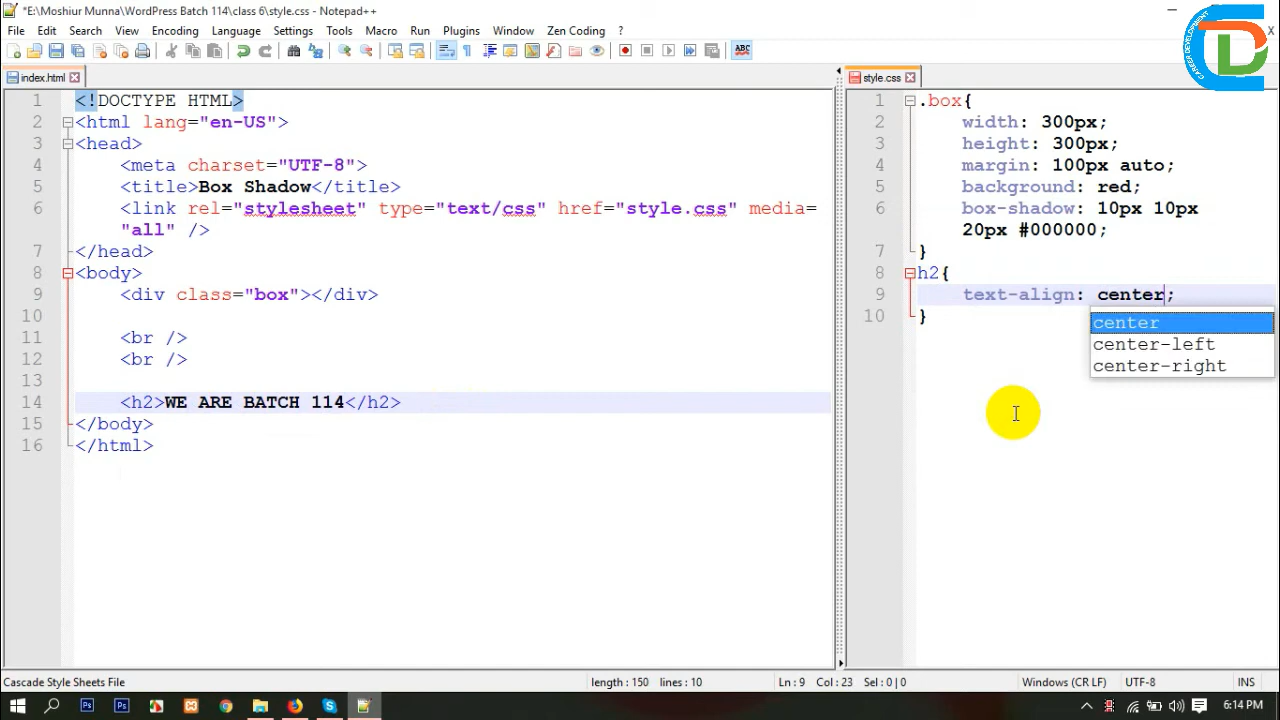 *E:\Moshiur Munna\WordPress Batch 114\class 6\style.css - Notepad++
File Edit Search View Encoding Language Settings Tools Macro Run Plugins Window Zen Coding ?
X
ABC
index.html
1 <!DOCTYPE HTML>
2 <html lang="en-US">
3 <head>
4 <meta charset="UTF-8">
5 <title>Box Shadow</title>
6 <link rel="stylesheet" type="text/css" href="style.css" media=
"all" />
7 </head>
8 <body>
9 <div class="box"></div>
10
11 <br />
12 <br />
13
14 <h2>WE ARE BATCH 114</h2>
15 </body>
16 </html>
style.css
1 .box{
2 width: 300px;
3 height: 300px;
4 margin: 100px auto;
5 background: red;
6 box-shadow: 10px 10px
20px #000000;
7 }
8 h2{
9 text-align: center;
10 }
center
center-left
center-right
CAREER DEVELOPMENT
Cascade Style Sheets File length : 150 lines : 10 Ln : 9 Col : 23 Sel : 0 | 0 Windows (CR LF) UTF-8 INS
6:14 PM